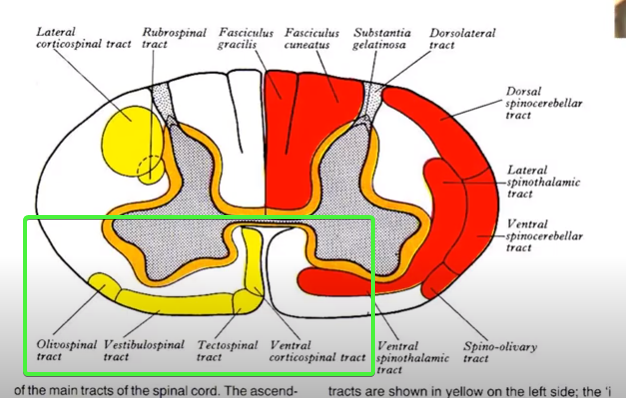 Lateral
corticospinal tract
Rubrospinal
tract
Fasciculus
gracilis
Fasciculus
cuneatus
Substantia
gelatinosa
Dorsolateral
tract
Dorsal
spinocerebellar
tract
Lateral
spinothalamic
tract
Ventral
spinocerebellar
tract
Olivospinal
tract
Vestibulospinal
tract
Tectospinal
tract
Ventral
corticospinal tract
Ventral
spinothalamic
tract
Spino-olivary
tract
of the main tracts of the spinal cord. The ascend-
tracts are shown in yellow on the left side; the 'i